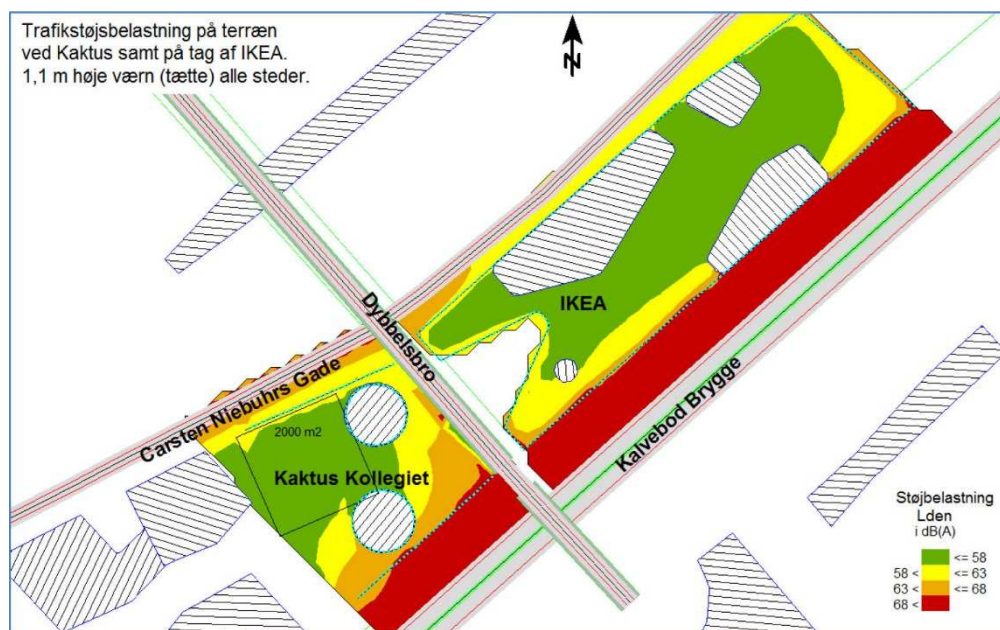 Trafikstøjsbelastning på terræn
ved Kaktus samt på tag af IKEA.
1,1 m høje værn (tætte) alle steder.
N
IKEA
Dybbelsbro
Carsten Niebuhrs Gade
2000 m2
Kaktus Kollegiet
Kalvebod Brygge
Støjbelastning
Lden
i dB(A)
<= 58
58 < <= 63
63 < <= 68
68 <